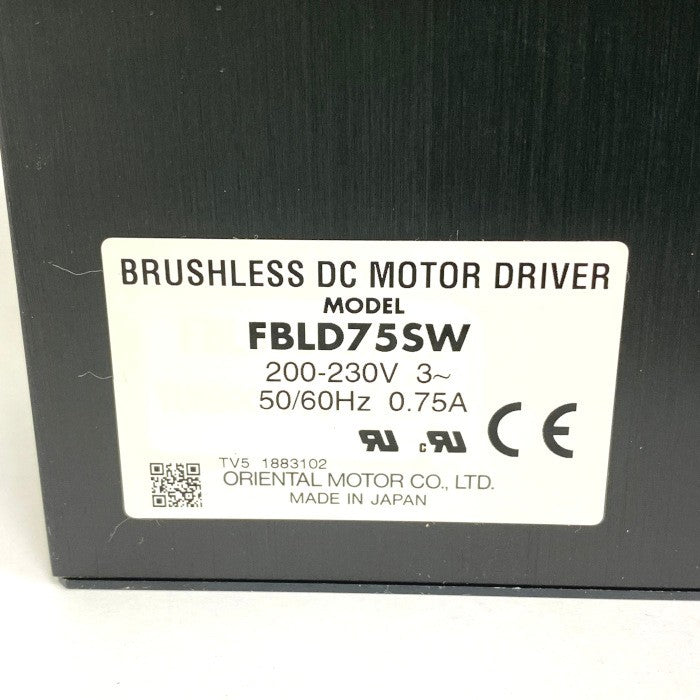 BRUSHLESS DC MOTOR DRIVER
MODEL
FBLD75SW
200-230V 3~
50/60Hz 0.75A
c
CE
TV5 1883102
ORIENTAL MOTOR CO., LTD.
MADE IN JAPAN